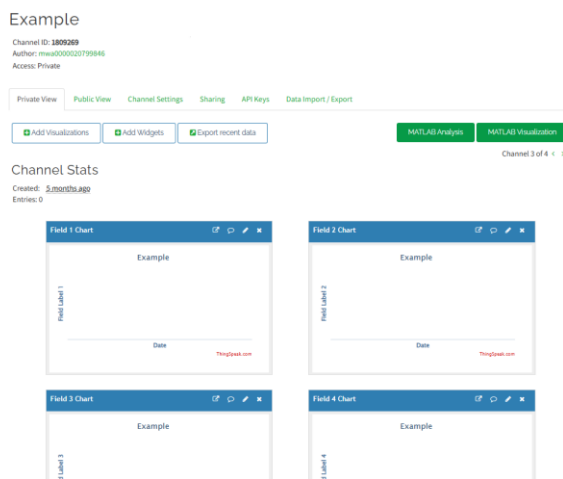 Example
Channel ID: 1809269
Author: mwa0000020799846
Access: Private
Private View Public View Channel Settings Sharing API Keys Data Import / Export
Add Visualizations Add Widgets Export recent data MATLAB Analysis MATLAB Visualization
Channel 3 of 4 <
Channel Stats
Created: 5 months ago
Entries: 0
Field 1 Chart
Example
Field Label 1
Date
ThingSpeak.com
Field 2 Chart
Example
Field Label 2
Date
ThingSpeak.com
Field 3 Chart
Example
Label 3
Field 4 Chart
Example
Label 4